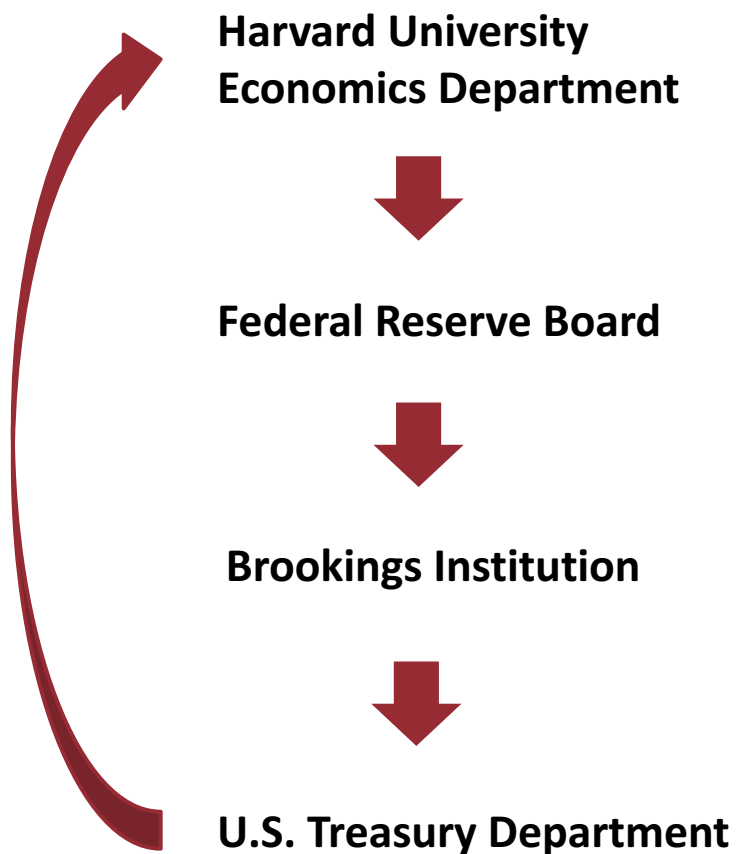 Harvard University
Economics Department
Federal Reserve Board
Brookings Institution
U.S. Treasury Department